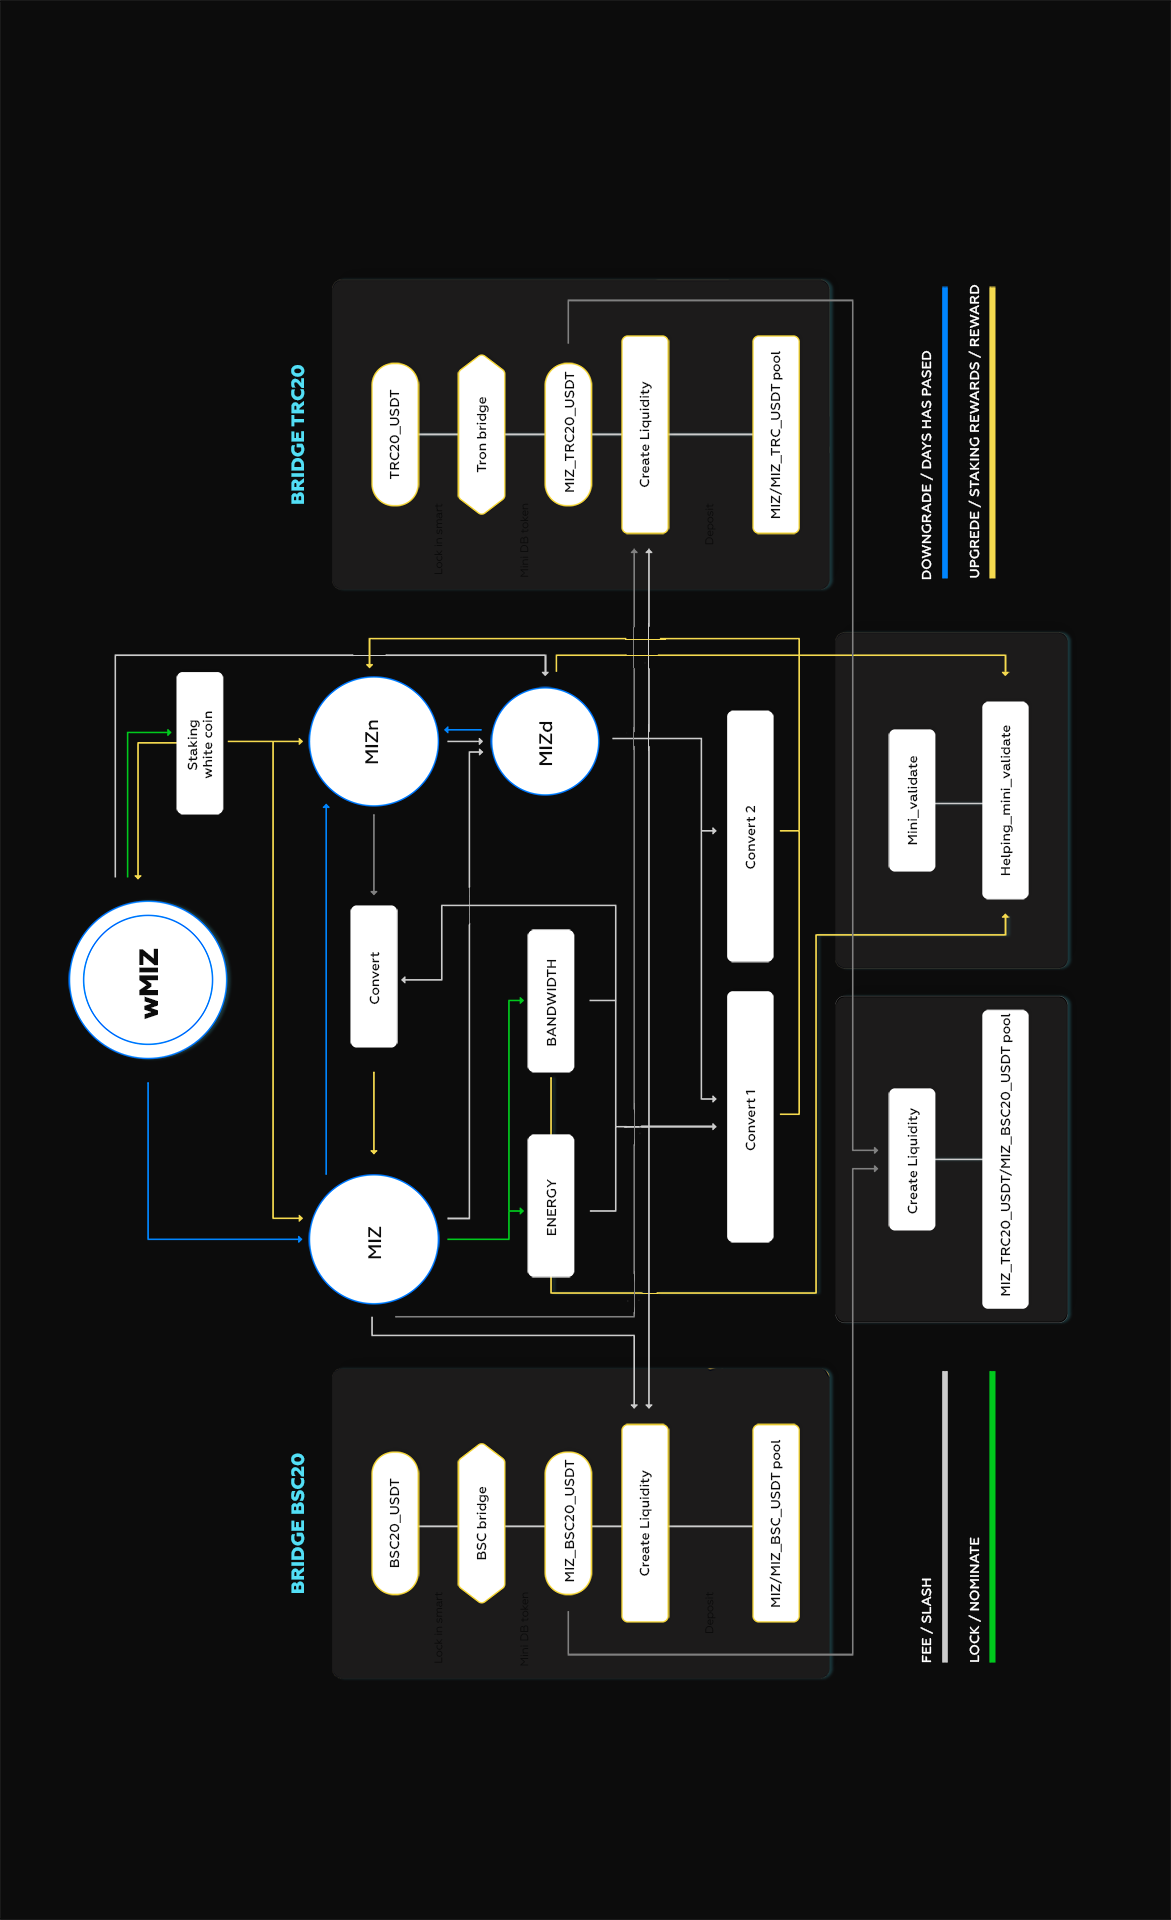 wMIZ
Staking
white coin
BRIDGE BSC20
BRIDGE TRC20
BSC20_USDT
Lock in smart
BSC bridge
Mini DB token
MIZ_BSC20_USDT
Create Liquidity
Deposit
MIZ/MIZ_BSC_USDT pool
MIZ
Convert
MIZn
ENERGY
BANDWIDTH
MIZd
Convert 1
Convert 2
TRC20_USDT
Lock in smart
Tron bridge
Mini DB token
MIZ_TRC20_USDT
Create Liquidity
Deposit
MIZ/MIZ_TRC_USDT pool
Create Liquidity
MIZ_TRC20_USDT/MIZ_BSC20_USDT pool
Mini_validate
Helping_mini_validate
FEE / SLASH
LOCK / NOMINATE
DOWNGRADE / DAYS HAS PASED
UPGREDE / STAKING REWARDS / REWARD